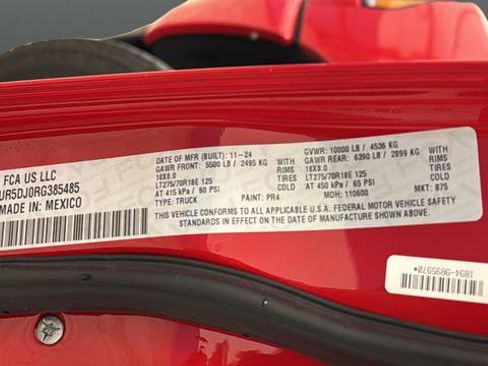 FCA US LLC
UR5DJ0RG385485
MADE IN: MEXICO
DATE OF MFR (BUILT): 11-24
GAWR FRONT: 5500 LB / 2495 KG
18X8.0 RIMS
LT275/70R18E 125 TIRES
AT 415 kPa / 60 PSI COLD
TYPE: TRUCK PAINT: PR4
GVWR: 10000 LB / 4536 KG
GAWR REAR: 6390 LB / 2899 KG
18X8.0 RIMS
LT275/70R18E 125 TIRES
AT 450 kPa / 65 PSI COLD
MDH: 110600 MKT: 875
THIS VEHICLE CONFORMS TO ALL APPLICABLE U.S.A. FEDERAL MOTOR VEHICLE SAFETY
STANDARDS IN EFFECT ON THE DATE OF MANUFACTURE SHOWN ABOVE.